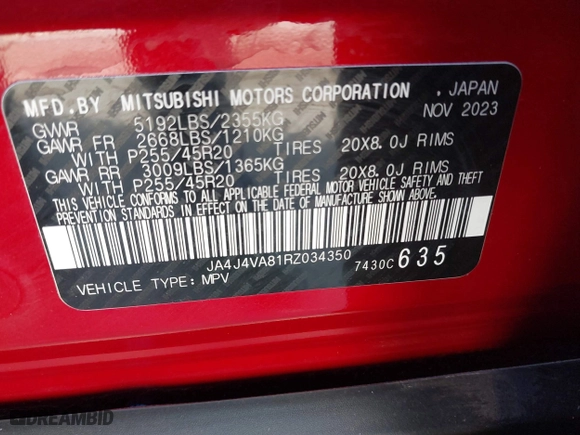 MFD.BY MITSUBISHI MOTORS CORPORATION , JAPAN
NOV 2023
GVWR 5192LBS/2355KG
GAWR FR 2668LBS/1210KG
WITH P255/45R20 TIRES 20X8.0J RIMS
GAWR RR 3009LBS/1365KG
WITH P255/45R20 TIRES 20X8.0J RIMS
THIS VEHICLE CONFORMS TO ALL APPLICABLE FEDERAL MOTOR VEHICLE SAFETY AND THEFT
PREVENTION STANDARDS IN EFFECT ON THE DATE OF MANUFACTURE SHOWN ABOVE.
JA4J4VA81RZ034350
7430C 635
VEHICLE TYPE: MPV
DREAMBID